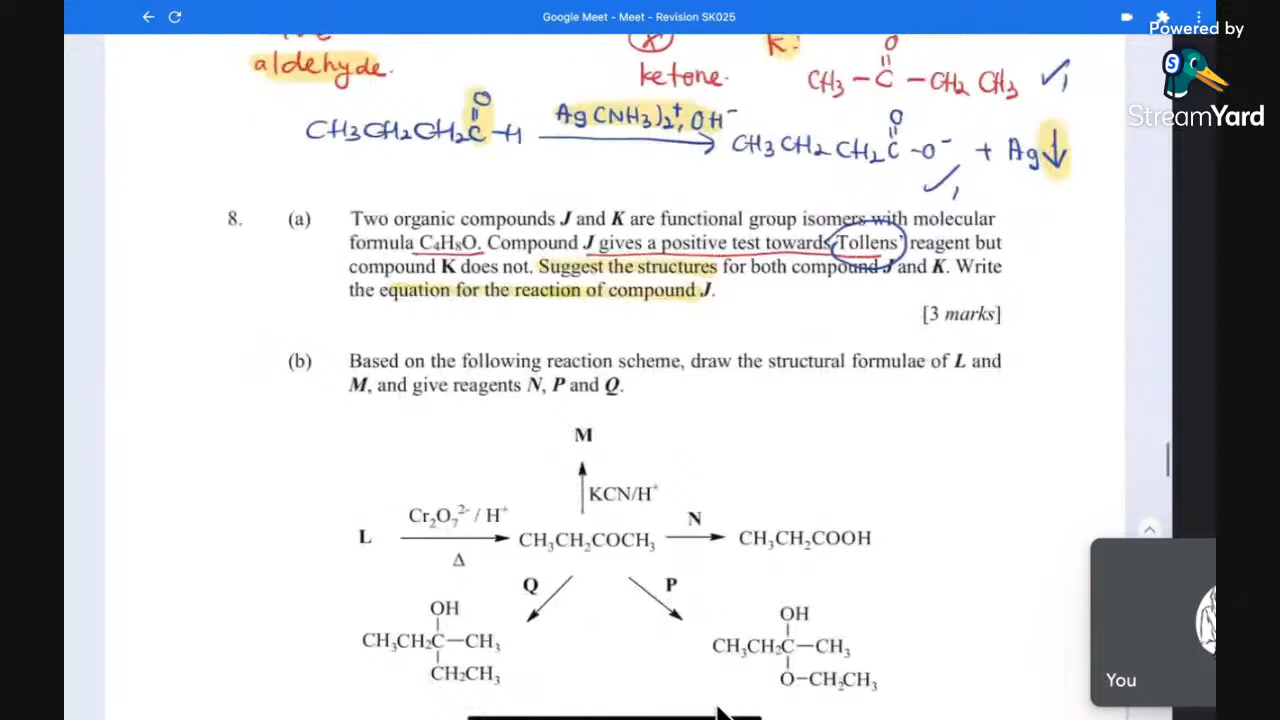 Google Meet - Meet - Revision SK025
Powered by
StreamYard
aldehyde.
ketone.
K:
O
CH3 - C - CH2 CH3
O
CH3CH2CH2C-H
Ag(NH3)2+, OH-
O
CH3 CH2 CH2 C - O- + Ag↓
8. (a) Two organic compounds J and K are functional group isomers with molecular
formula C₄H₈O. Compound J gives a positive test towards Tollens' reagent but
compound K does not. Suggest the structures for both compound J and K. Write
the equation for the reaction of compound J.
[3 marks]
(b) Based on the following reaction scheme, draw the structural formulae of L and
M, and give reagents N, P and Q.
M
KCN/H⁺
Cr₂O₇²⁻ / H⁺
N
L
CH₃CH₂COCH₃
CH₃CH₂COOH
Δ
Q
P
OH
CH₃CH₂C—CH₃
CH₂CH₃
OH
CH₃CH₂C—CH₃
O—CH₂CH₃
You